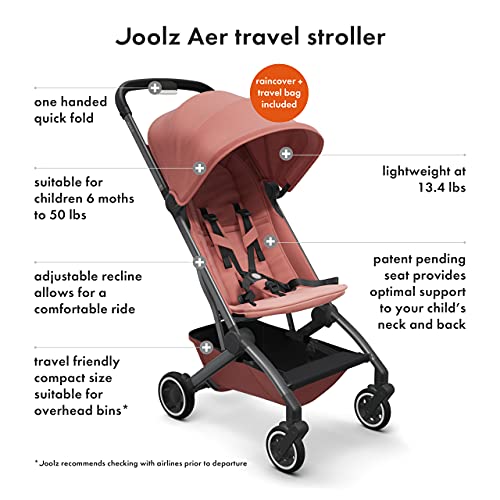 Joolz Aer travel stroller
raincover +
travel bag
included
one handed
quick fold
suitable for
children 6 moths
to 50 lbs
adjustable recline
allows for a
comfortable ride
travel friendly
compact size
suitable for
overhead bins*
lightweight at
13.4 lbs
patent pending
seat provides
optimal support
to your child's
neck and back
*Joolz recommends checking with airlines prior to departure